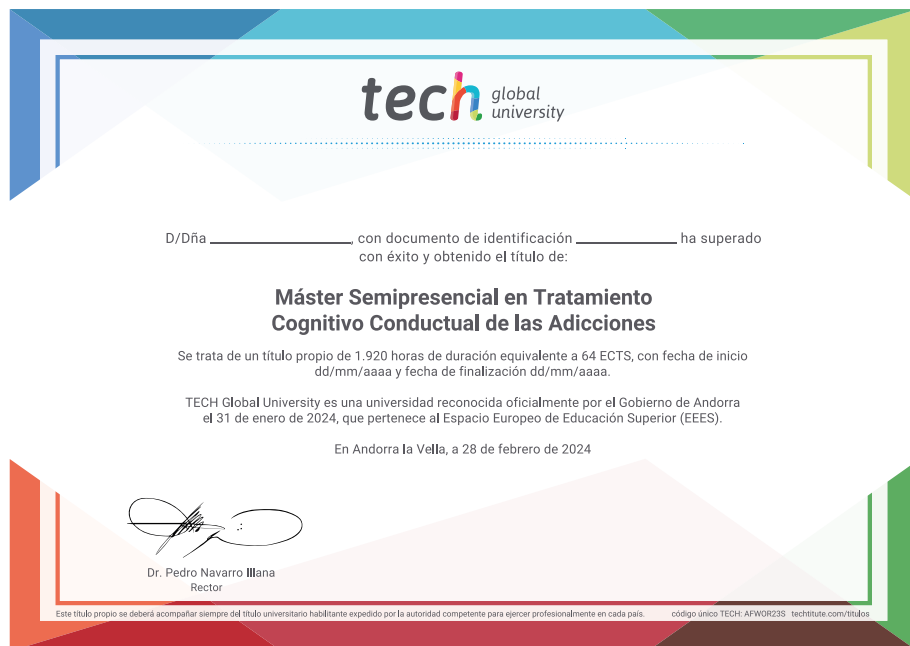 tech global
university
D/Dña ______________, con documento de identificación __________ ha superado
con éxito y obtenido el título de:
Máster Semipresencial en Tratamiento
Cognitivo Conductual de las Adicciones
Se trata de un título propio de 1.920 horas de duración equivalente a 64 ECTS, con fecha de inicio
dd/mm/aaaa y fecha de finalización dd/mm/aaaa.
TECH Global University es una universidad reconocida oficialmente por el Gobierno de Andorra
el 31 de enero de 2024, que pertenece al Espacio Europeo de Educación Superior (EEES).
En Andorra la Vella, a 28 de febrero de 2024
Dr. Pedro Navarro Illana
Rector
Este título propio se deberá acompañar siempre del título universitario habilitante expedido por la autoridad competente para ejercer profesionalmente en cada país. código único TECH: AFWOR23S techtitute.com/titulos